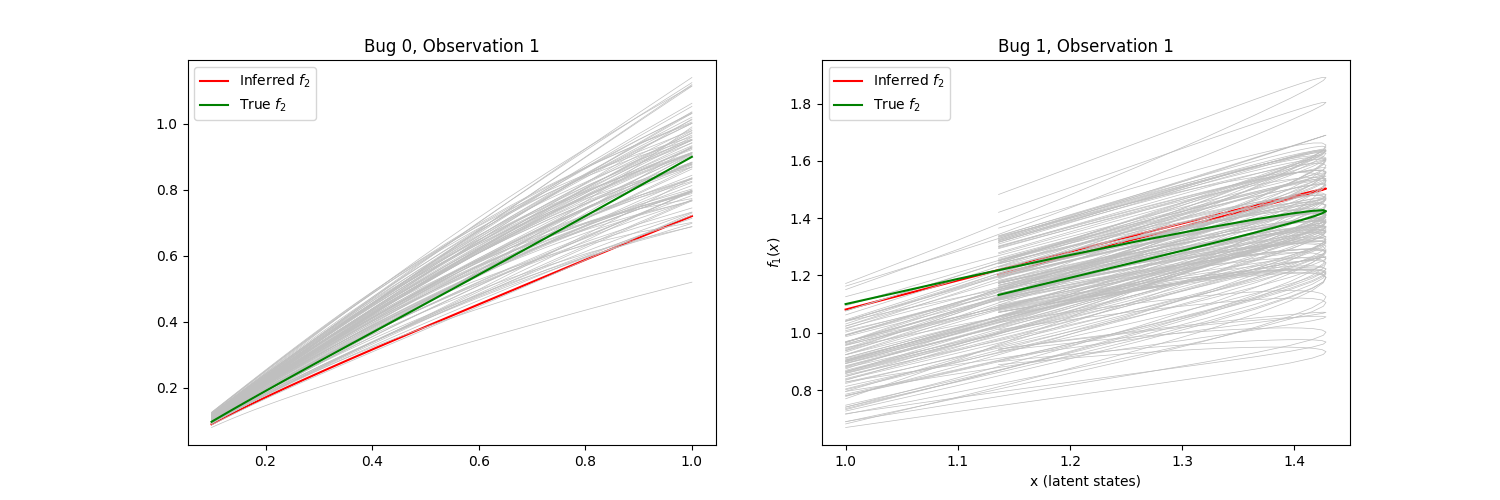 Bug 0, Observation 1
Inferred f₂
True f₂
1.0
0.8
0.6
0.4
0.2
0.2 0.4 0.6 0.8 1.0
Bug 1, Observation 1
Inferred f₂
True f₂
f₁(x)
1.8
1.6
1.4
1.2
1.0
0.8
1.0 1.1 1.2 1.3 1.4
x (latent states)